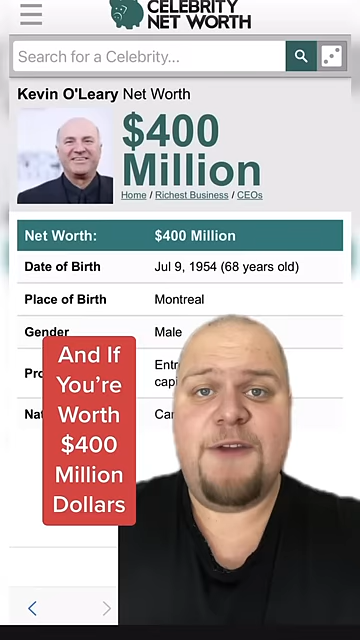 CELEBRITY
NET WORTH
Search for a Celebrity...
Kevin O'Leary Net Worth
$400
Million
Home / Richest Business / CEOs
Net Worth: $400 Million
Date of Birth Jul 9, 1954 (68 years old)
Place of Birth Montreal
Gender Male
And If
You’re
Worth
$400
Million
Dollars